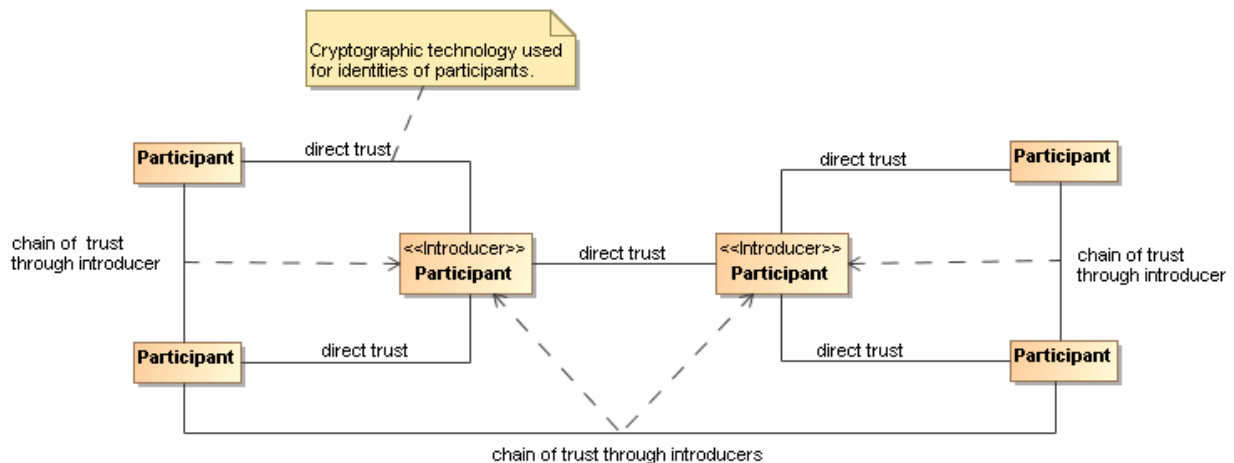 Cryptographic technology used
for identities of participants.
Participant
direct trust
direct trust
Participant
chain of  trust
through introducer
<<Introducer>>
Participant
direct trust
<<Introducer>>
Participant
chain of trust
through introducer
Participant
direct trust
direct trust
Participant
chain of trust through introducers